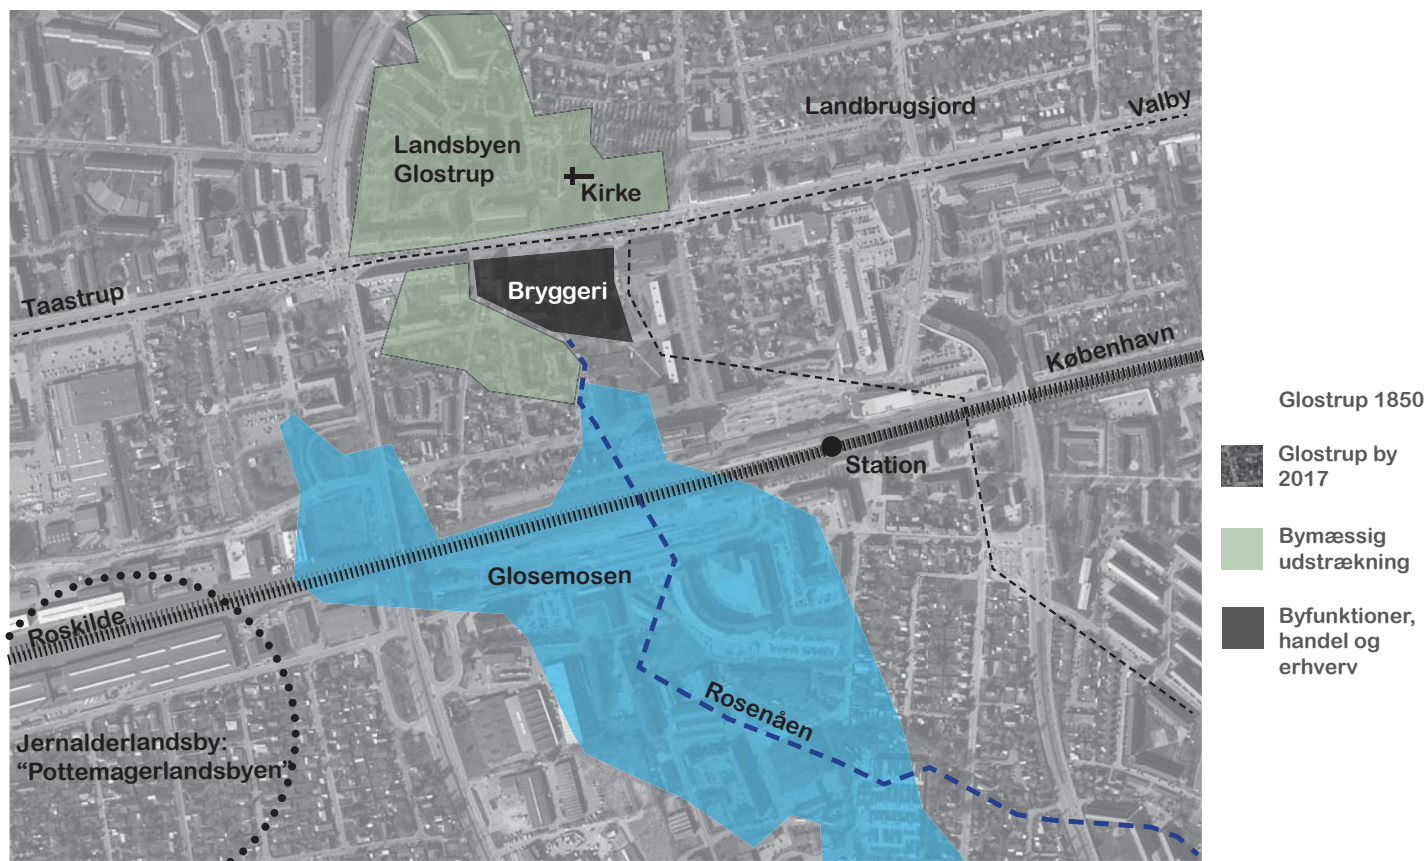 Landbrugsjord
Valby
Landsbyen
Glostrup
Kirke
Taastrup
Bryggeri
København
Station
Glosemosen
Roskilde
Rosenåen
Jernalderlandsby:
“Pottemagerlandsbyen”
Glostrup 1850
Glostrup by
2017
Bymæssig
udstrækning
Byfunktioner,
handel og
erhverv